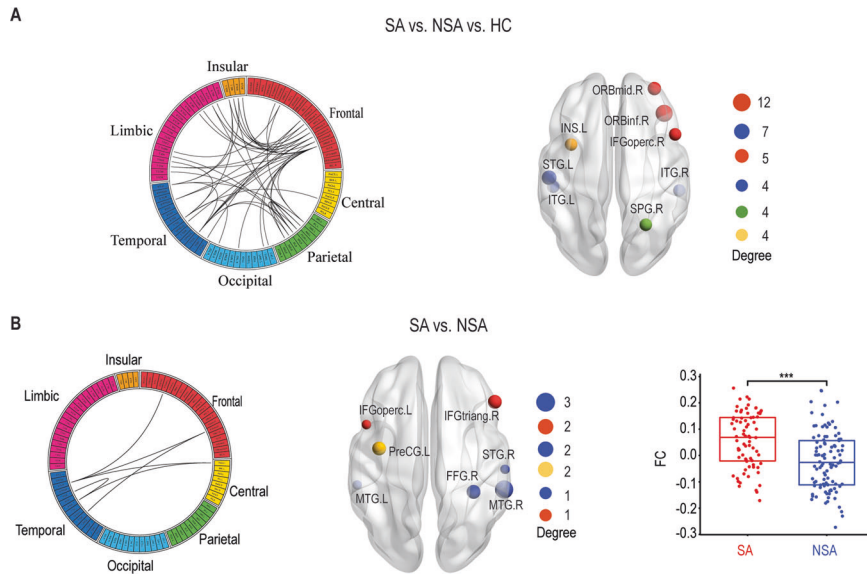 A
SA vs. NSA vs. HC
Insular
Frontal
Limbic
Central
Temporal
Parietal
Occipital
ORBmid.R
ORBinf.R
INS.L
IFGoperc.R
STG.L
ITG.R
ITG.L
SPG.R
12
7
5
4
4
4
Degree
B
SA vs. NSA
Insular
Limbic
Frontal
Central
Temporal
Parietal
Occipital
IFGoperc.L
IFGtriang.R
PreCG.L
STG.R
FFG.R
MTG.L
MTG.R
3
2
2
2
1
1
Degree
***
0.3
0.2
0.1
0.0
-0.1
-0.2
-0.3
FC
SA
NSA